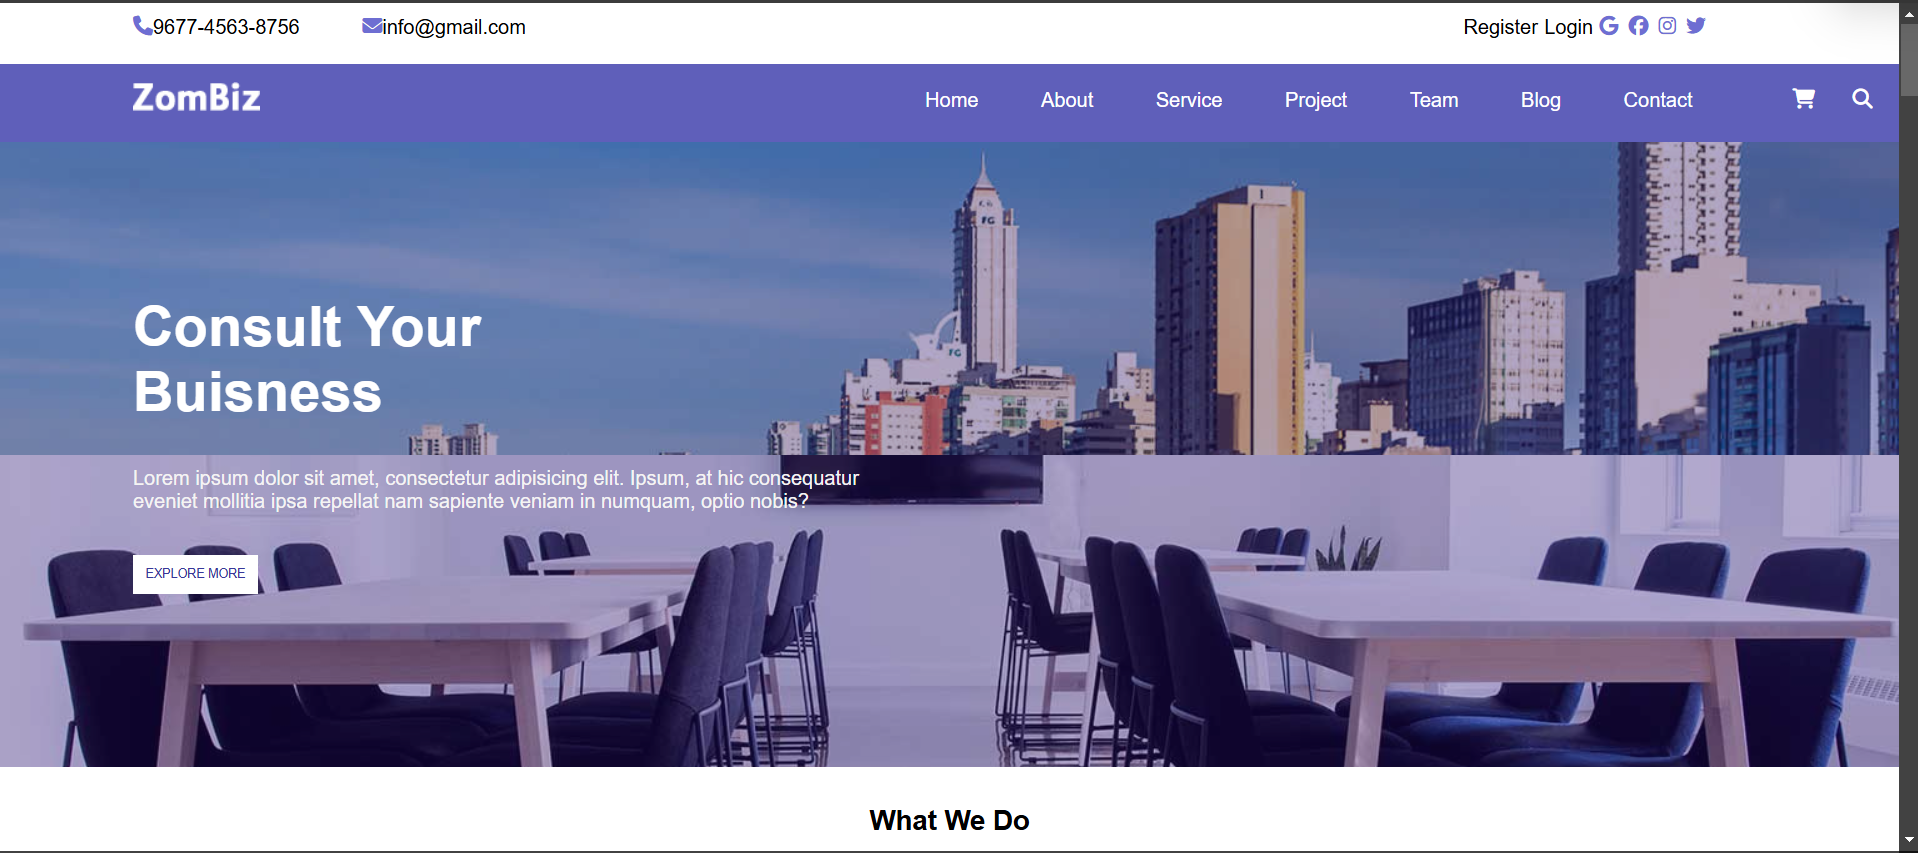 9677-4563-8756 info@gmail.com Register Login
ZomBiz Home About Service Project Team Blog Contact
FG
FG
Consult Your
Buisness
Lorem ipsum dolor sit amet, consectetur adipisicing elit. Ipsum, at hic consequatur
eveniet mollitia ipsa repellat nam sapiente veniam in numquam, optio nobis?
EXPLORE MORE
What We Do